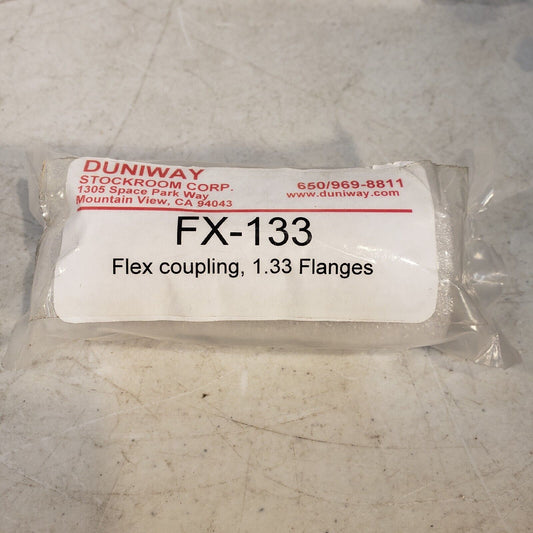 DUNIWAY
STOCKROOM CORP.
1305 Space Park Way
Mountain View, CA 94043
650/969-8811
www.duniway.com
FX-133
Flex coupling, 1.33 Flanges